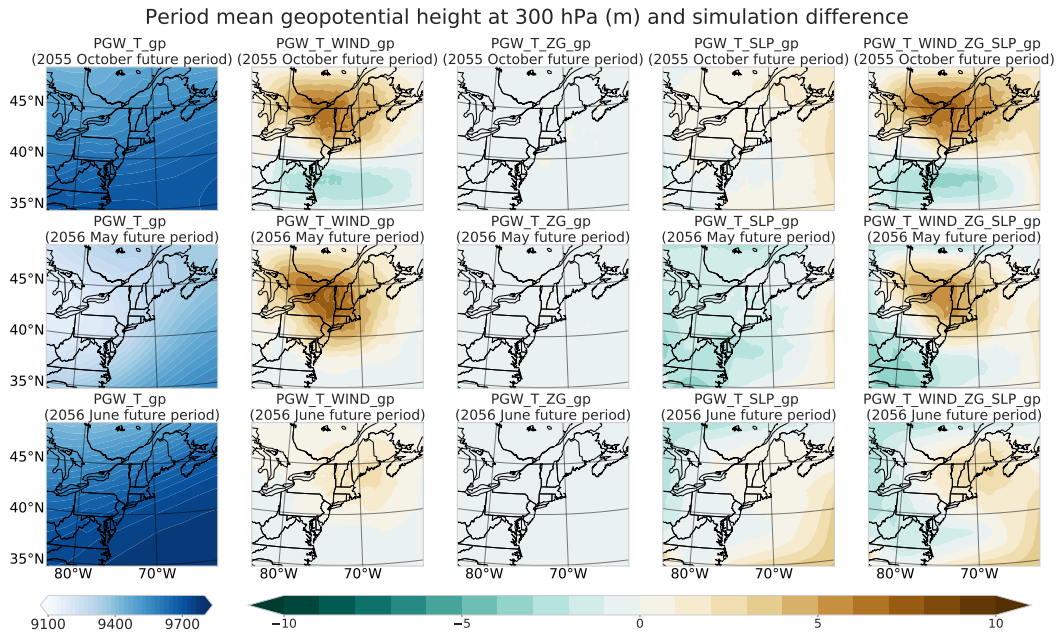 Period mean geopotential height at 300 hPa (m) and simulation difference
PGW_T_gp
(2055 October future period)
PGW_T_WIND_gp
(2055 October future period)
PGW_T_ZG_gp
(2055 October future period)
PGW_T_SLP_gp
(2055 October future period)
PGW_T_WIND_ZG_SLP_gp
(2055 October future period)
45°N
40°N
35°N
PGW_T_gp
(2056 May future period)
PGW_T_WIND_gp
(2056 May future period)
PGW_T_ZG_gp
(2056 May future period)
PGW_T_SLP_gp
(2056 May future period)
PGW_T_WIND_ZG_SLP_gp
(2056 May future period)
45°N
40°N
35°N
PGW_T_gp
(2056 June future period)
PGW_T_WIND_gp
(2056 June future period)
PGW_T_ZG_gp
(2056 June future period)
PGW_T_SLP_gp
(2056 June future period)
PGW_T_WIND_ZG_SLP_gp
(2056 June future period)
45°N
40°N
35°N
80°W 70°W 80°W 70°W 80°W 70°W 80°W 70°W 80°W 70°W
9100 9400 9700
−10 −5 0 5 10